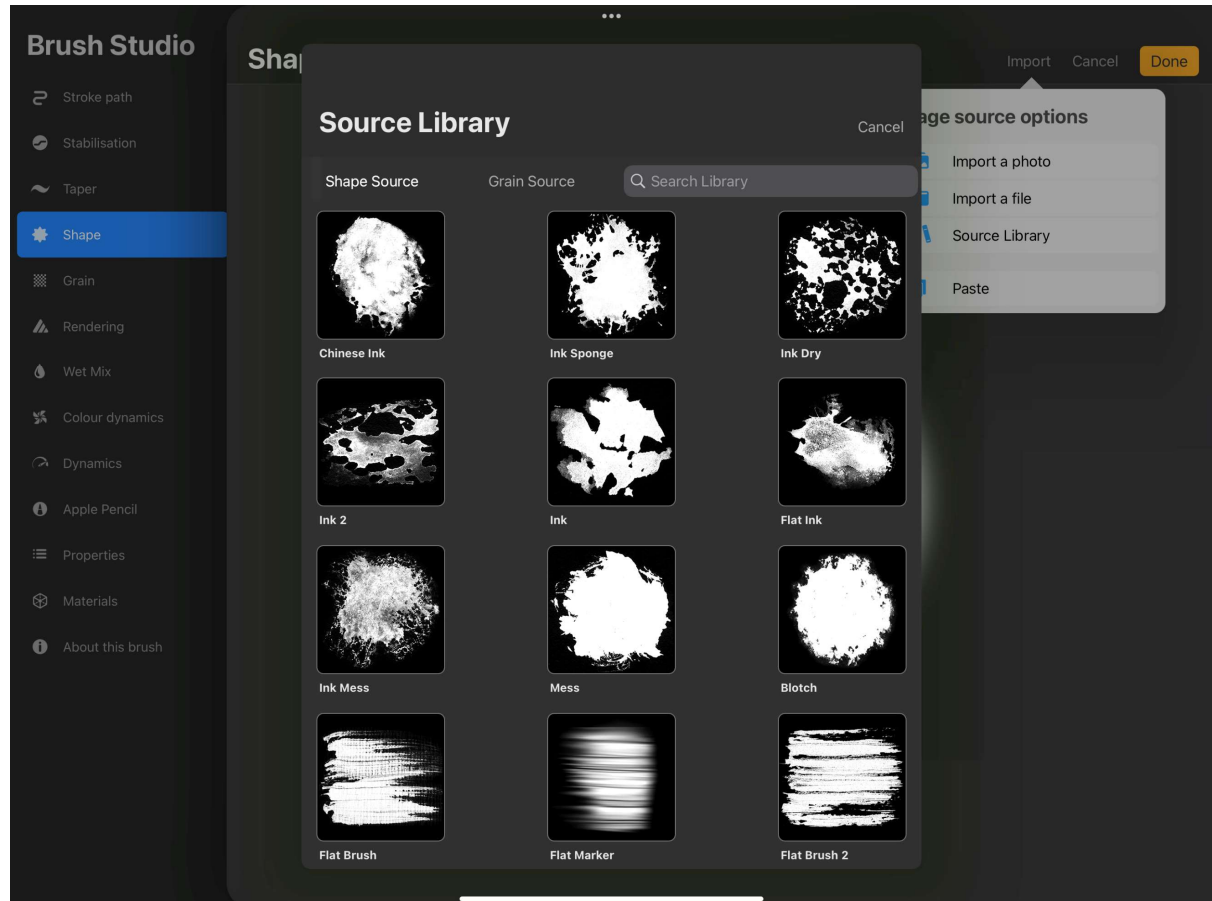 Brush Studio
Stroke path
Stabilisation
Taper
Shape
Grain
Rendering
Wet Mix
Colour dynamics
Dynamics
Apple Pencil
Properties
Materials
About this brush
Shap
Import Cancel Done
age source options
Import a photo
Import a file
Source Library
Paste
Source Library
Cancel
Shape Source Grain Source Search Library
Chinese Ink Ink Sponge Ink Dry
Ink 2 Ink Flat Ink
Ink Mess Mess Blotch
Flat Brush Flat Marker Flat Brush 2